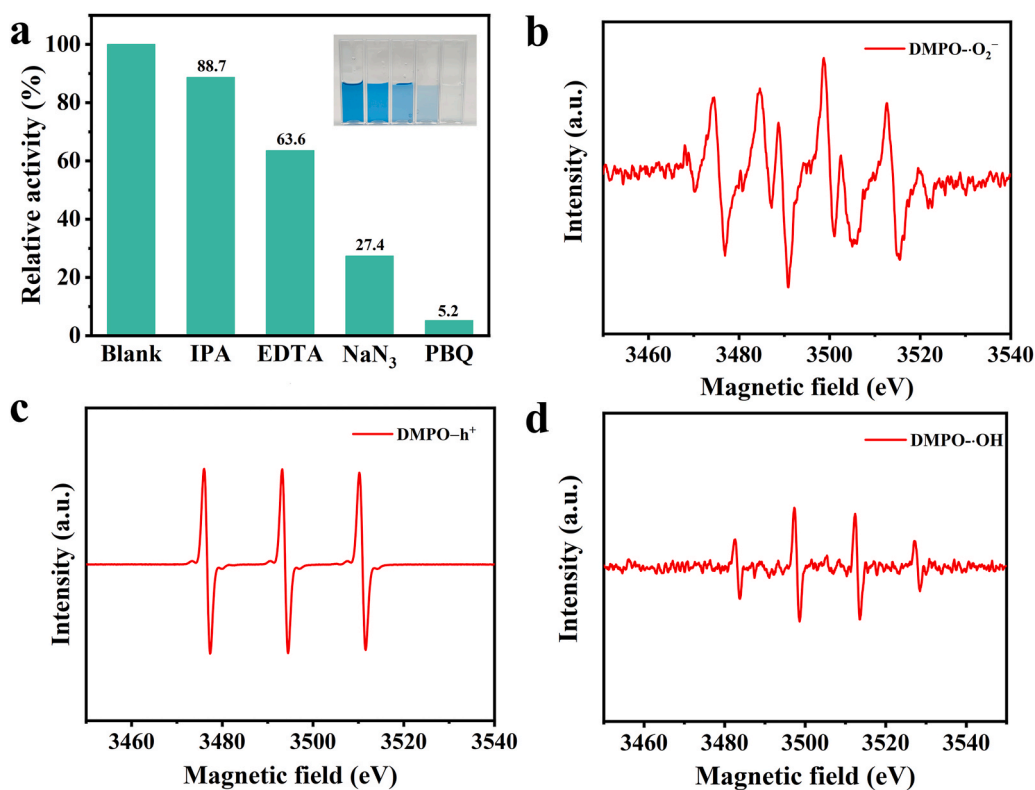 a
Relative activity (%)
100
80
60
40
20
0
88.7
63.6
27.4
5.2
Blank IPA EDTA NaN₃ PBQ
b
DMPO-·O₂⁻
Intensity (a.u.)
3460 3480 3500 3520 3540
Magnetic field (eV)
c
DMPO–h⁺
Intensity (a.u.)
3460 3480 3500 3520 3540
Magnetic field (eV)
d
DMPO-·OH
Intensity (a.u.)
3460 3480 3500 3520 3540
Magnetic field (eV)